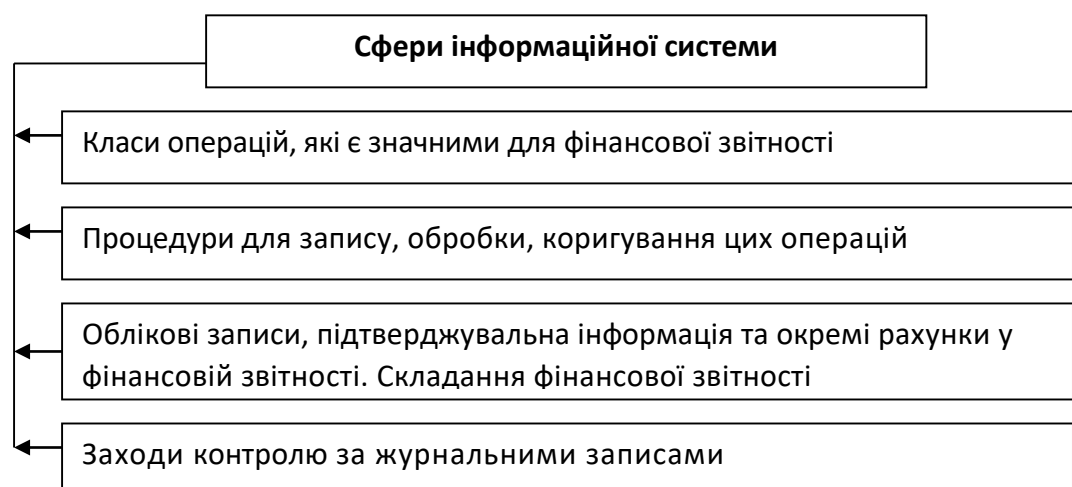 Сфери інформаційної системи
Класи операцій, які є значними для фінансової звітності
Процедури для запису, обробки, коригування цих операцій
Облікові записи, підтверджувальна інформація та окремі рахунки у
фінансовій звітності. Складання фінансової звітності
Заходи контролю за журнальними записами